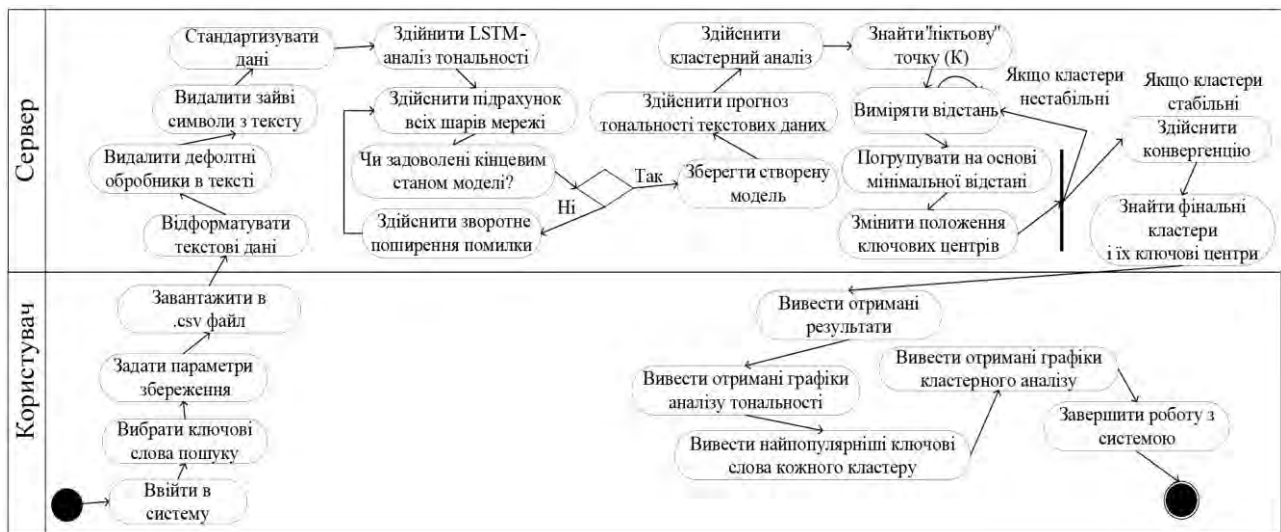 Сервер
Стандартизувати
дані
Видалити зайві
символи з тексту
Видалити дефолтні
обробники в тексті
Відформатувати
текстові дані
Здійнити LSTM-
аналіз тональності
Здійснити підрахунок
всіх шарів мережі
Чи задоволені кінцевим
станом моделі?
Так
Ні
Здійснити зворотне
поширення помилки
Зберегти створену
модель
Здійснити прогноз
тональності текстових даних
Здійснити
кластерний аналіз
Знайти"ліктьову"
точку (К)
Виміряти відстань
Погрупувати на основі
мінімальної відстані
Змінити положення
ключових центрів
Якщо кластери
нестабільні
Якщо кластери
стабільні
Здійснити
конвергенцію
Знайти фінальні
кластери
і їх ключові центри
Користувач
Завантажити в
.csv файл
Задати параметри
збереження
Вибрати ключові
слова пошуку
Ввійти в
систему
Вивести отримані
результати
Вивести отримані графіки
аналізу тональності
Вивести найпопулярніші ключові
слова кожного кластеру
Вивести отримані графіки
кластерного аналізу
Завершити роботу з
системою